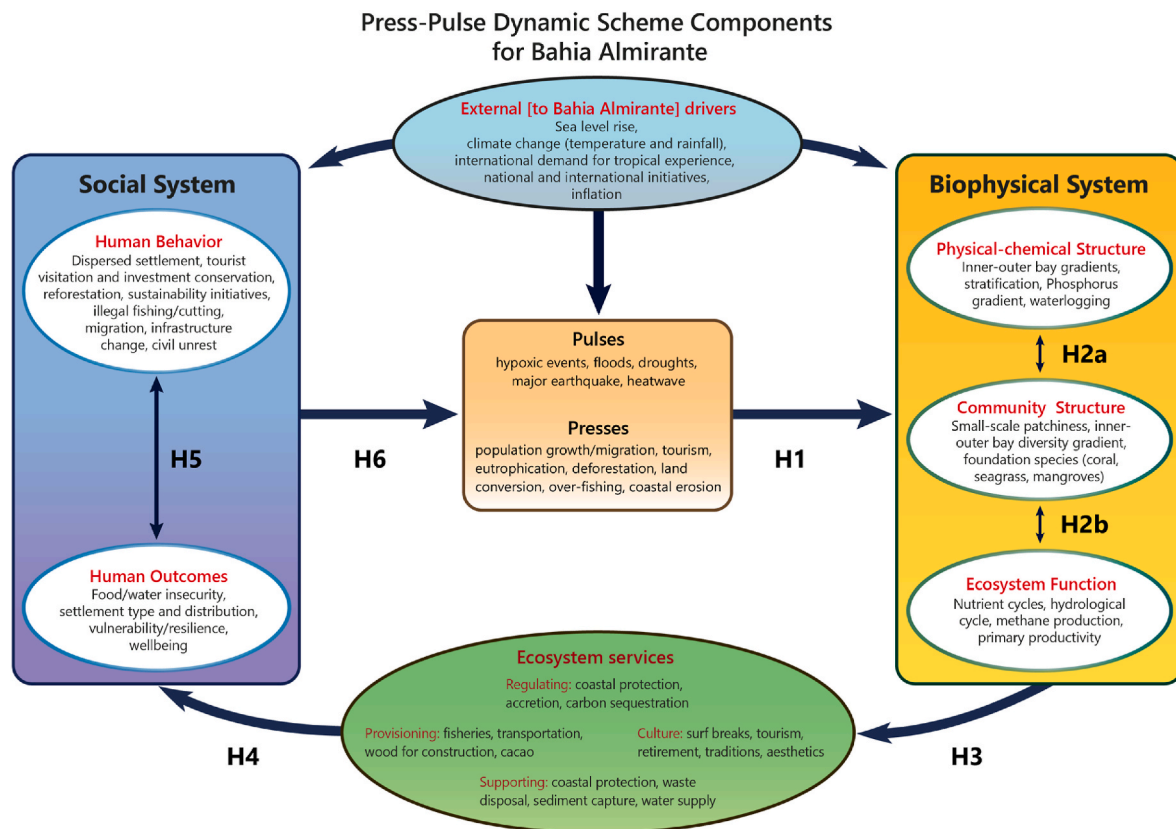 Press-Pulse Dynamic Scheme Components
for Bahia Almirante
External [to Bahia Almirante] drivers
Sea level rise,
climate change (temperature and rainfall),
international demand for tropical experience,
national and international initiatives,
inflation
Social System
Human Behavior
Dispersed settlement, tourist
visitation and investment conservation,
reforestation, sustainability initiatives,
illegal fishing/cutting,
migration, infrastructure
change, civil unrest
H5
Human Outcomes
Food/water insecurity,
settlement type and distribution,
vulnerability/resilience,
wellbeing
H6
Pulses
hypoxic events, floods, droughts,
major earthquake, heatwave
Presses
population growth/migration, tourism,
eutrophication, deforestation, land
conversion, over-fishing, coastal erosion
H1
Biophysical System
Physical-chemical Structure
Inner-outer bay gradients,
stratification, Phosphorus
gradient, waterlogging
H2a
Community Structure
Small-scale patchiness, inner-
outer bay diversity gradient,
foundation species (coral,
seagrass, mangroves)
H2b
Ecosystem Function
Nutrient cycles, hydrological
cycle, methane production,
primary productivity
H4
Ecosystem services
Regulating: coastal protection,
accretion, carbon sequestration
Provisioning: fisheries, transportation,
wood for construction, cacao
Culture: surf breaks, tourism,
retirement, traditions, aesthetics
Supporting: coastal protection, waste
disposal, sediment capture, water supply
H3